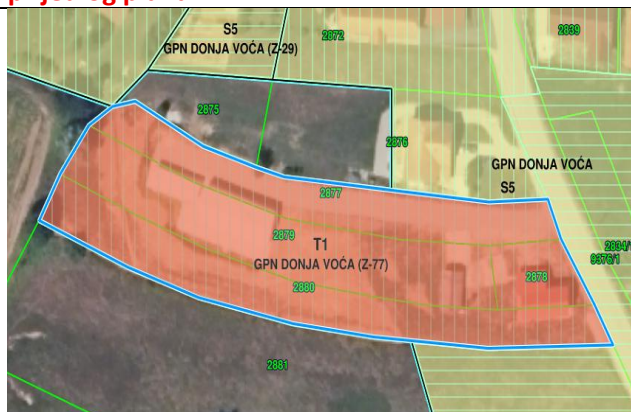 S5
GPN DONJA VOĆA (Z-29)
2872
2839
2875
2876
GPN DONJA VOĆA
S5
2877
2879
T1
GPN DONJA VOĆA (Z-77)
2834/
9376/1
2878
2880
2881